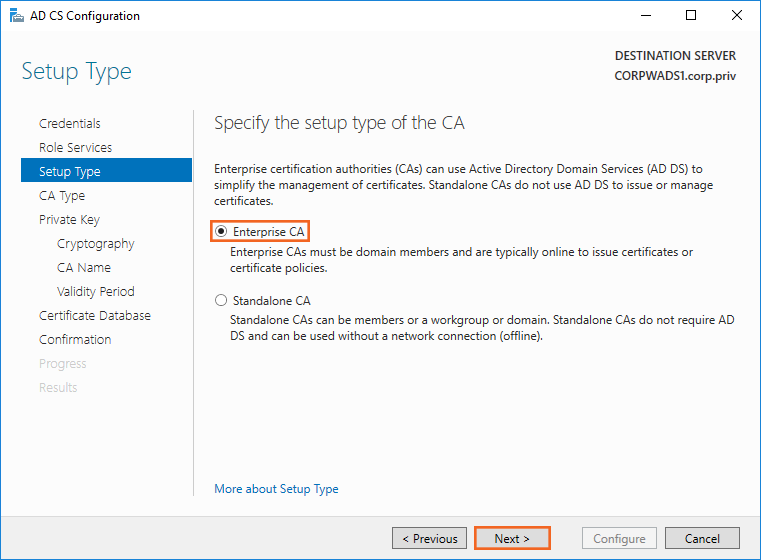 AD CS Configuration
Setup Type
DESTINATION SERVER
CORPWADS1.corp.priv
Credentials
Role Services
Setup Type
CA Type
Private Key
Cryptography
CA Name
Validity Period
Certificate Database
Confirmation
Progress
Results
Specify the setup type of the CA
Enterprise certification authorities (CAs) can use Active Directory Domain Services (AD DS) to
simplify the management of certificates. Standalone CAs do not use AD DS to issue or manage
certificates.
Enterprise CA
Enterprise CAs must be domain members and are typically online to issue certificates or
certificate policies.
Standalone CA
Standalone CAs can be members or a workgroup or domain. Standalone CAs do not require AD
DS and can be used without a network connection (offline).
More about Setup Type
< Previous
Next >
Configure
Cancel